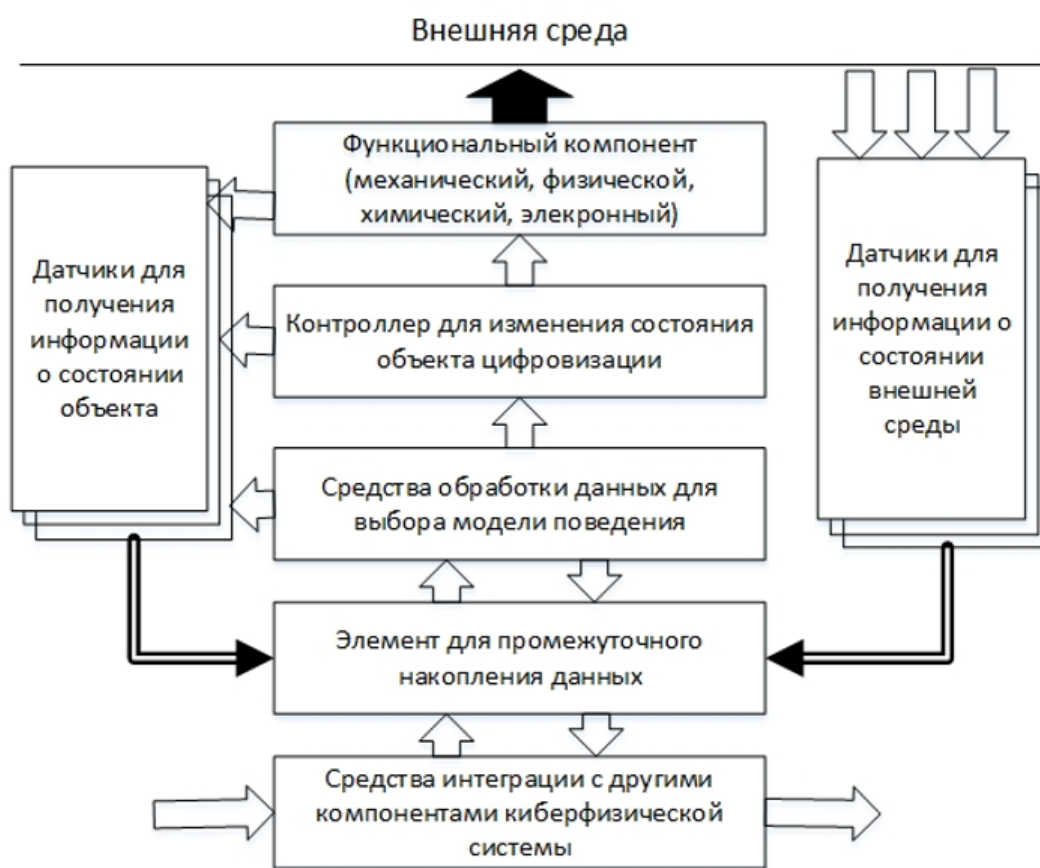 Внешняя среда
Функциональный компонент
(механический, физической,
химический, элекронный)
Датчики для
получения
информации
о состоянии
объекта
Контроллер для изменения состояния
объекта цифровизации
Датчики для
получения
информации о
состоянии
внешней
среды
Средства обработки данных для
выбора модели поведения
Элемент для промежуточного
накопления данных
Средства интеграции с другими
компонентами киберфизической
системы